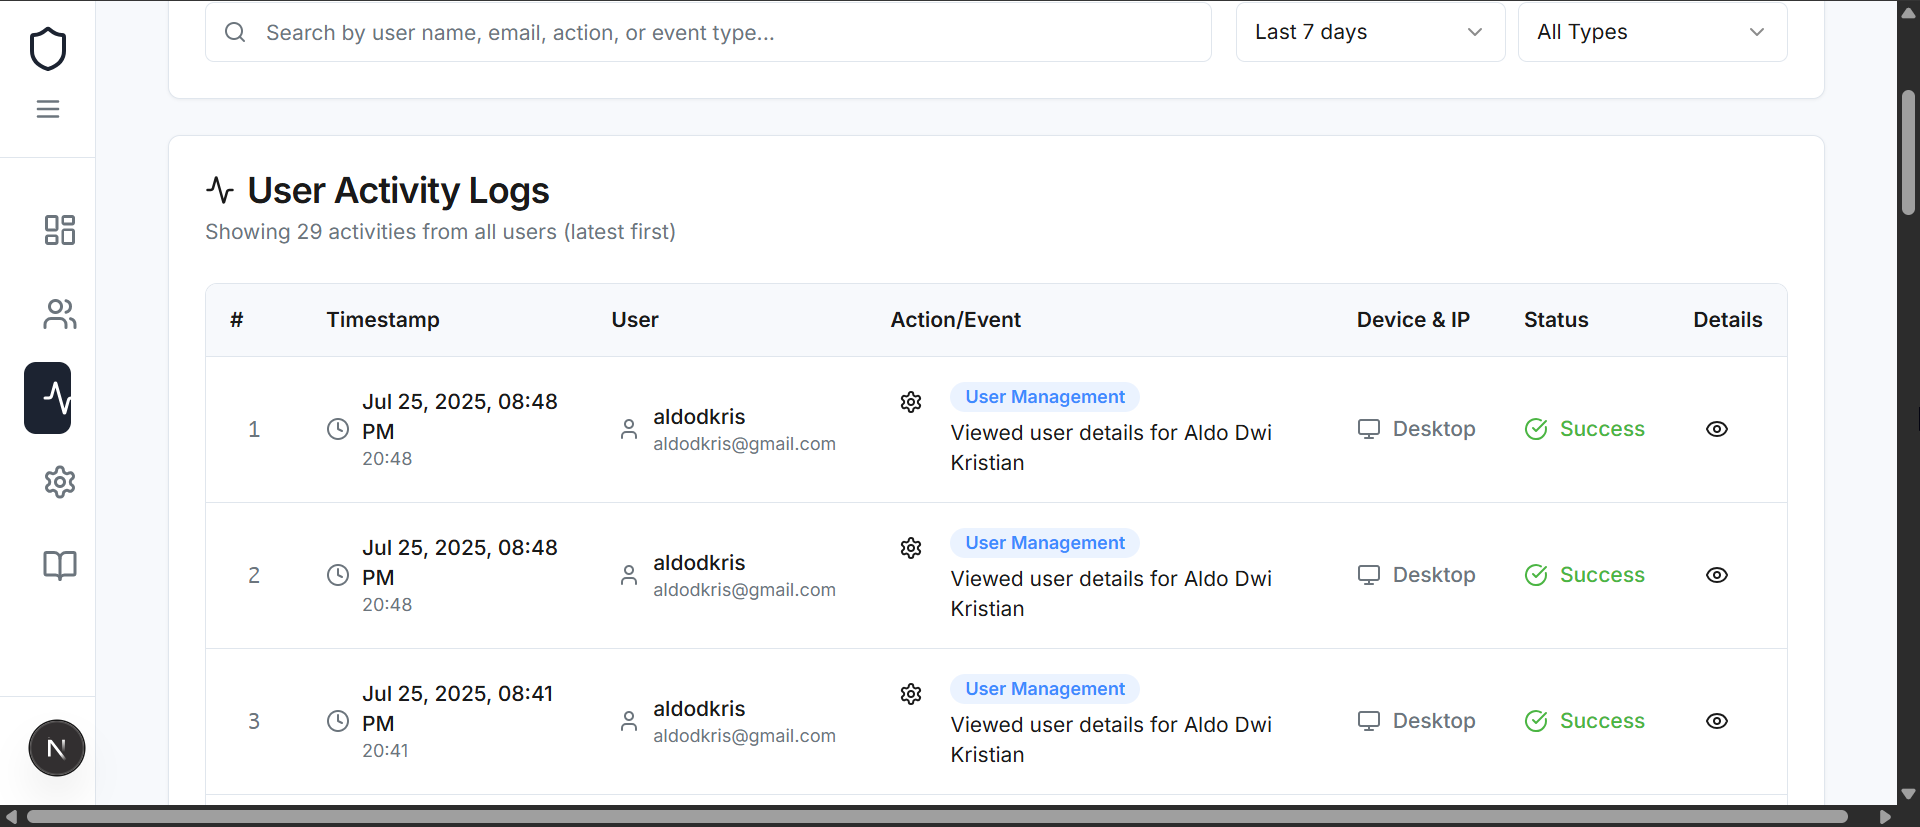 Search by user name, email, action, or event type...
Last 7 days
All Types
User Activity Logs
Showing 29 activities from all users (latest first)
# Timestamp User Action/Event Device & IP Status Details
1
Jul 25, 2025, 08:48
PM
20:48
aldodkris
aldodkris@gmail.com
User Management
Viewed user details for Aldo Dwi
Kristian
Desktop
Success
2
Jul 25, 2025, 08:48
PM
20:48
aldodkris
aldodkris@gmail.com
User Management
Viewed user details for Aldo Dwi
Kristian
Desktop
Success
3
Jul 25, 2025, 08:41
PM
20:41
aldodkris
aldodkris@gmail.com
User Management
Viewed user details for Aldo Dwi
Kristian
Desktop
Success
N